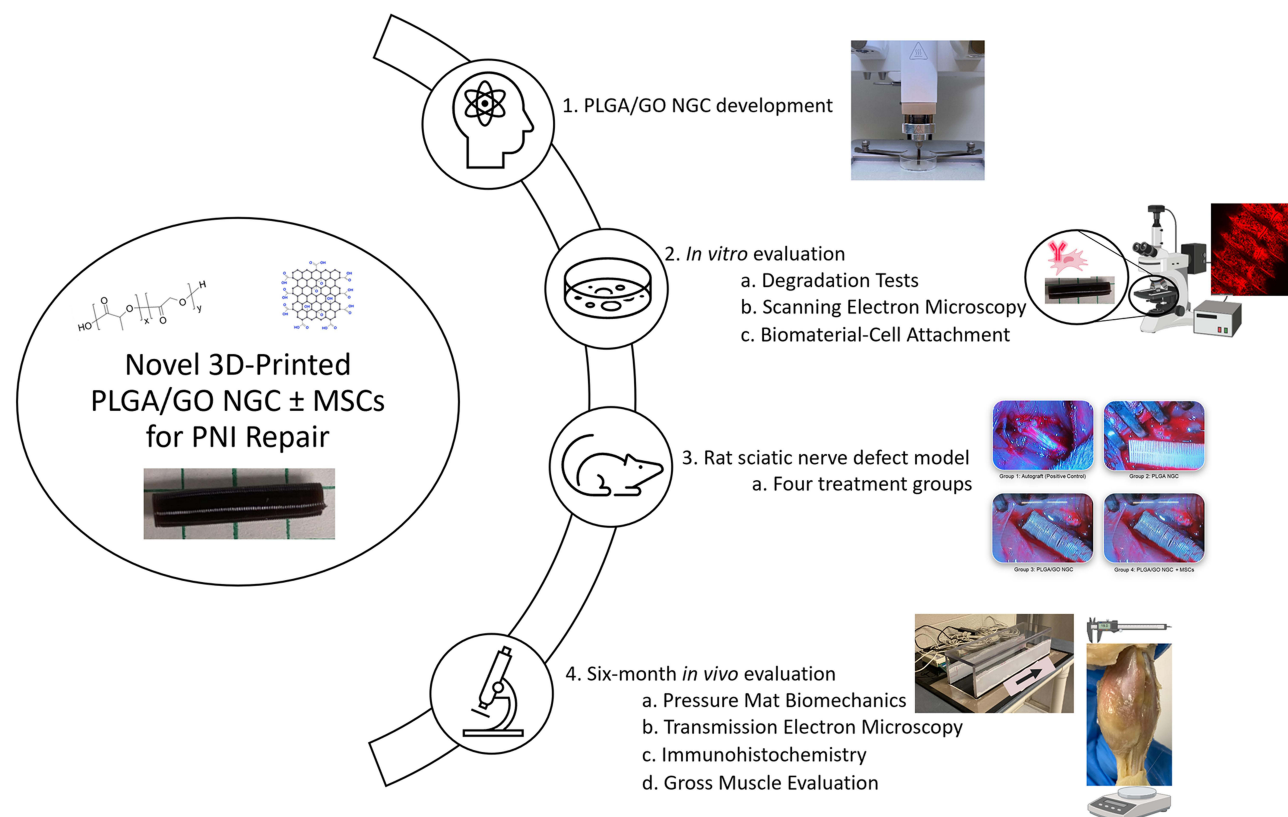 1. PLGA/GO NGC development
2. In vitro evaluation
a. Degradation Tests
b. Scanning Electron Microscopy
c. Biomaterial-Cell Attachment
Novel 3D-Printed
PLGA/GO NGC ± MSCs
for PNI Repair
3. Rat sciatic nerve defect model
a. Four treatment groups
Group 1: Autograft (Positive Control)
Group 2: PLGA NGC
Group 3: PLGA/GO NGC
Group 4: PLGA/GO NGC + MSCs
4. Six-month in vivo evaluation
a. Pressure Mat Biomechanics
b. Transmission Electron Microscopy
c. Immunohistochemistry
d. Gross Muscle Evaluation